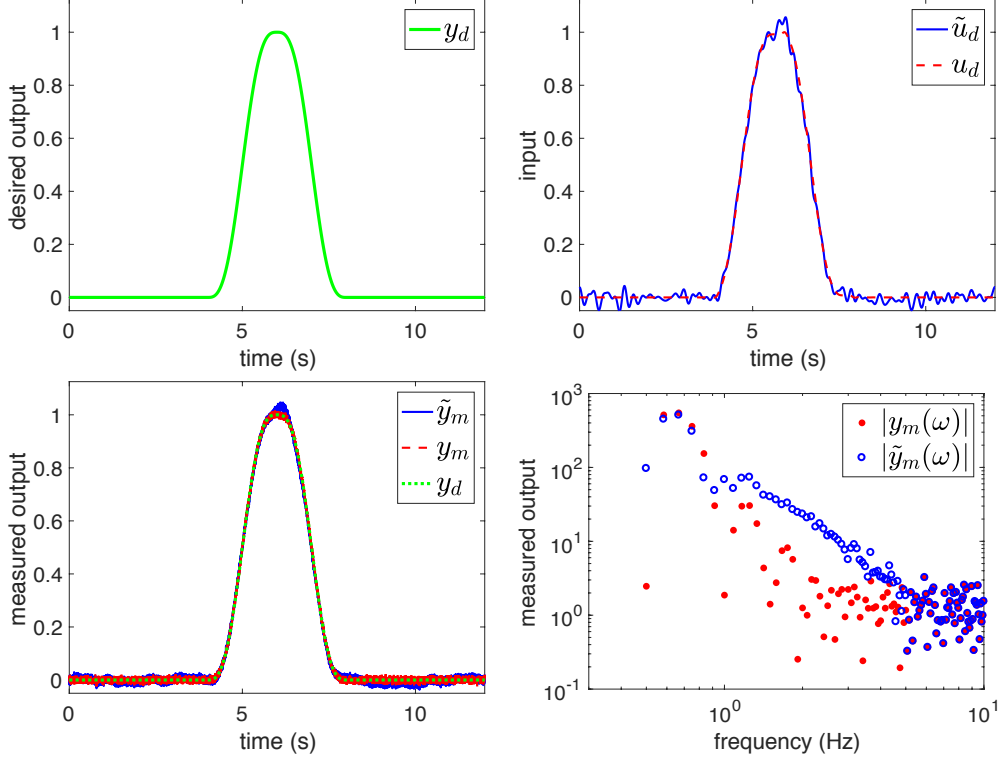 desired output
1
0.8
0.6
0.4
0.2
0
0 5 10
time (s)
y_d
input
1
0.8
0.6
0.4
0.2
0
0 5 10
time (s)
ũ_d
u_d
measured output
1
0.8
0.6
0.4
0.2
0
0 5 10
time (s)
ỹ_m
y_m
y_d
measured output
10^3
10^2
10^1
10^0
10^-1
10^0 10^1
frequency (Hz)
|y_m(ω)|
|ỹ_m(ω)|